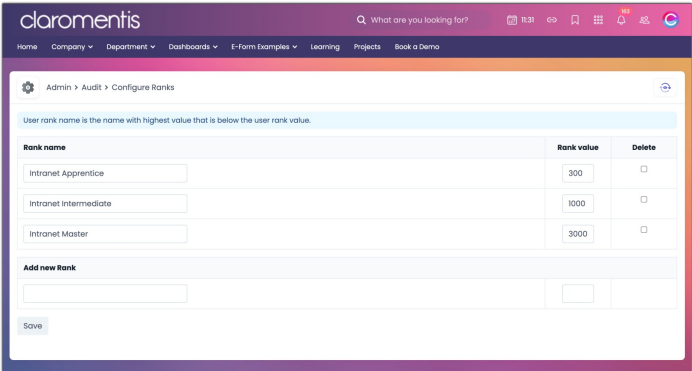 claromentis
What are you looking for?
11:31
163
Home Company Department Dashboards E-Form Examples Learning Projects Book a Demo
Admin > Audit > Configure Ranks
User rank name is the name with highest value that is below the user rank value.
Rank name Rank value Delete
Intranet Apprentice 300
Intranet Intermediate 1000
Intranet Master 3000
Add new Rank
Save